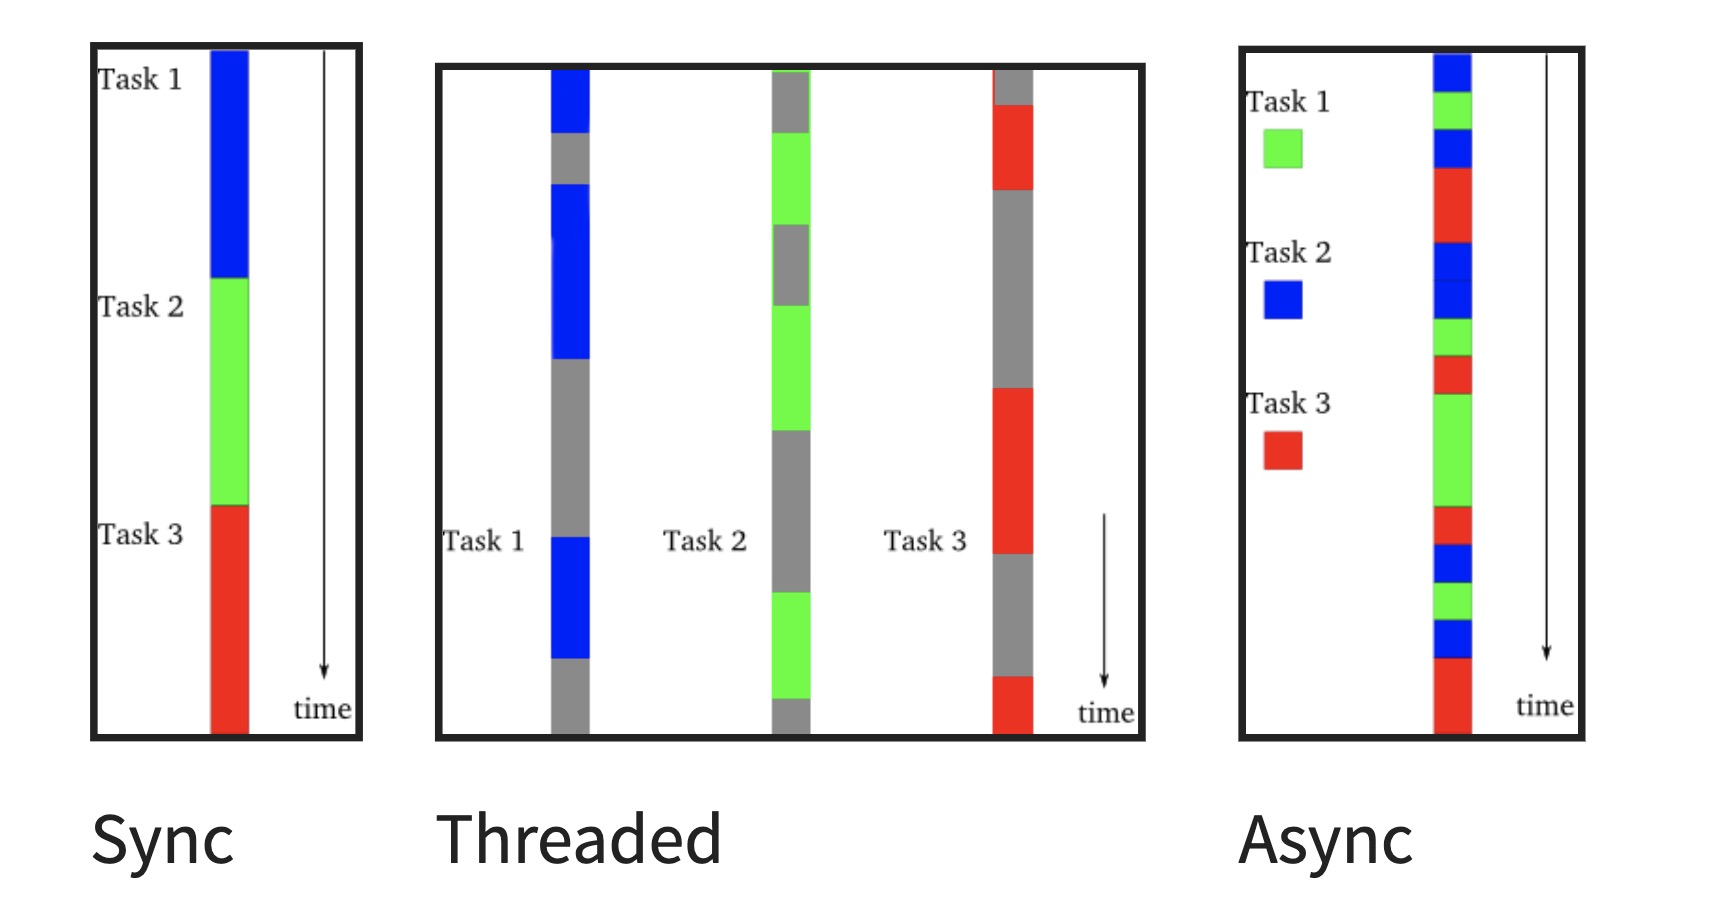 Task 1
Task 2
Task 3
time
Sync
Task 1
Task 2
Task 3
time
Threaded
Task 1
Task 2
Task 3
time
Async